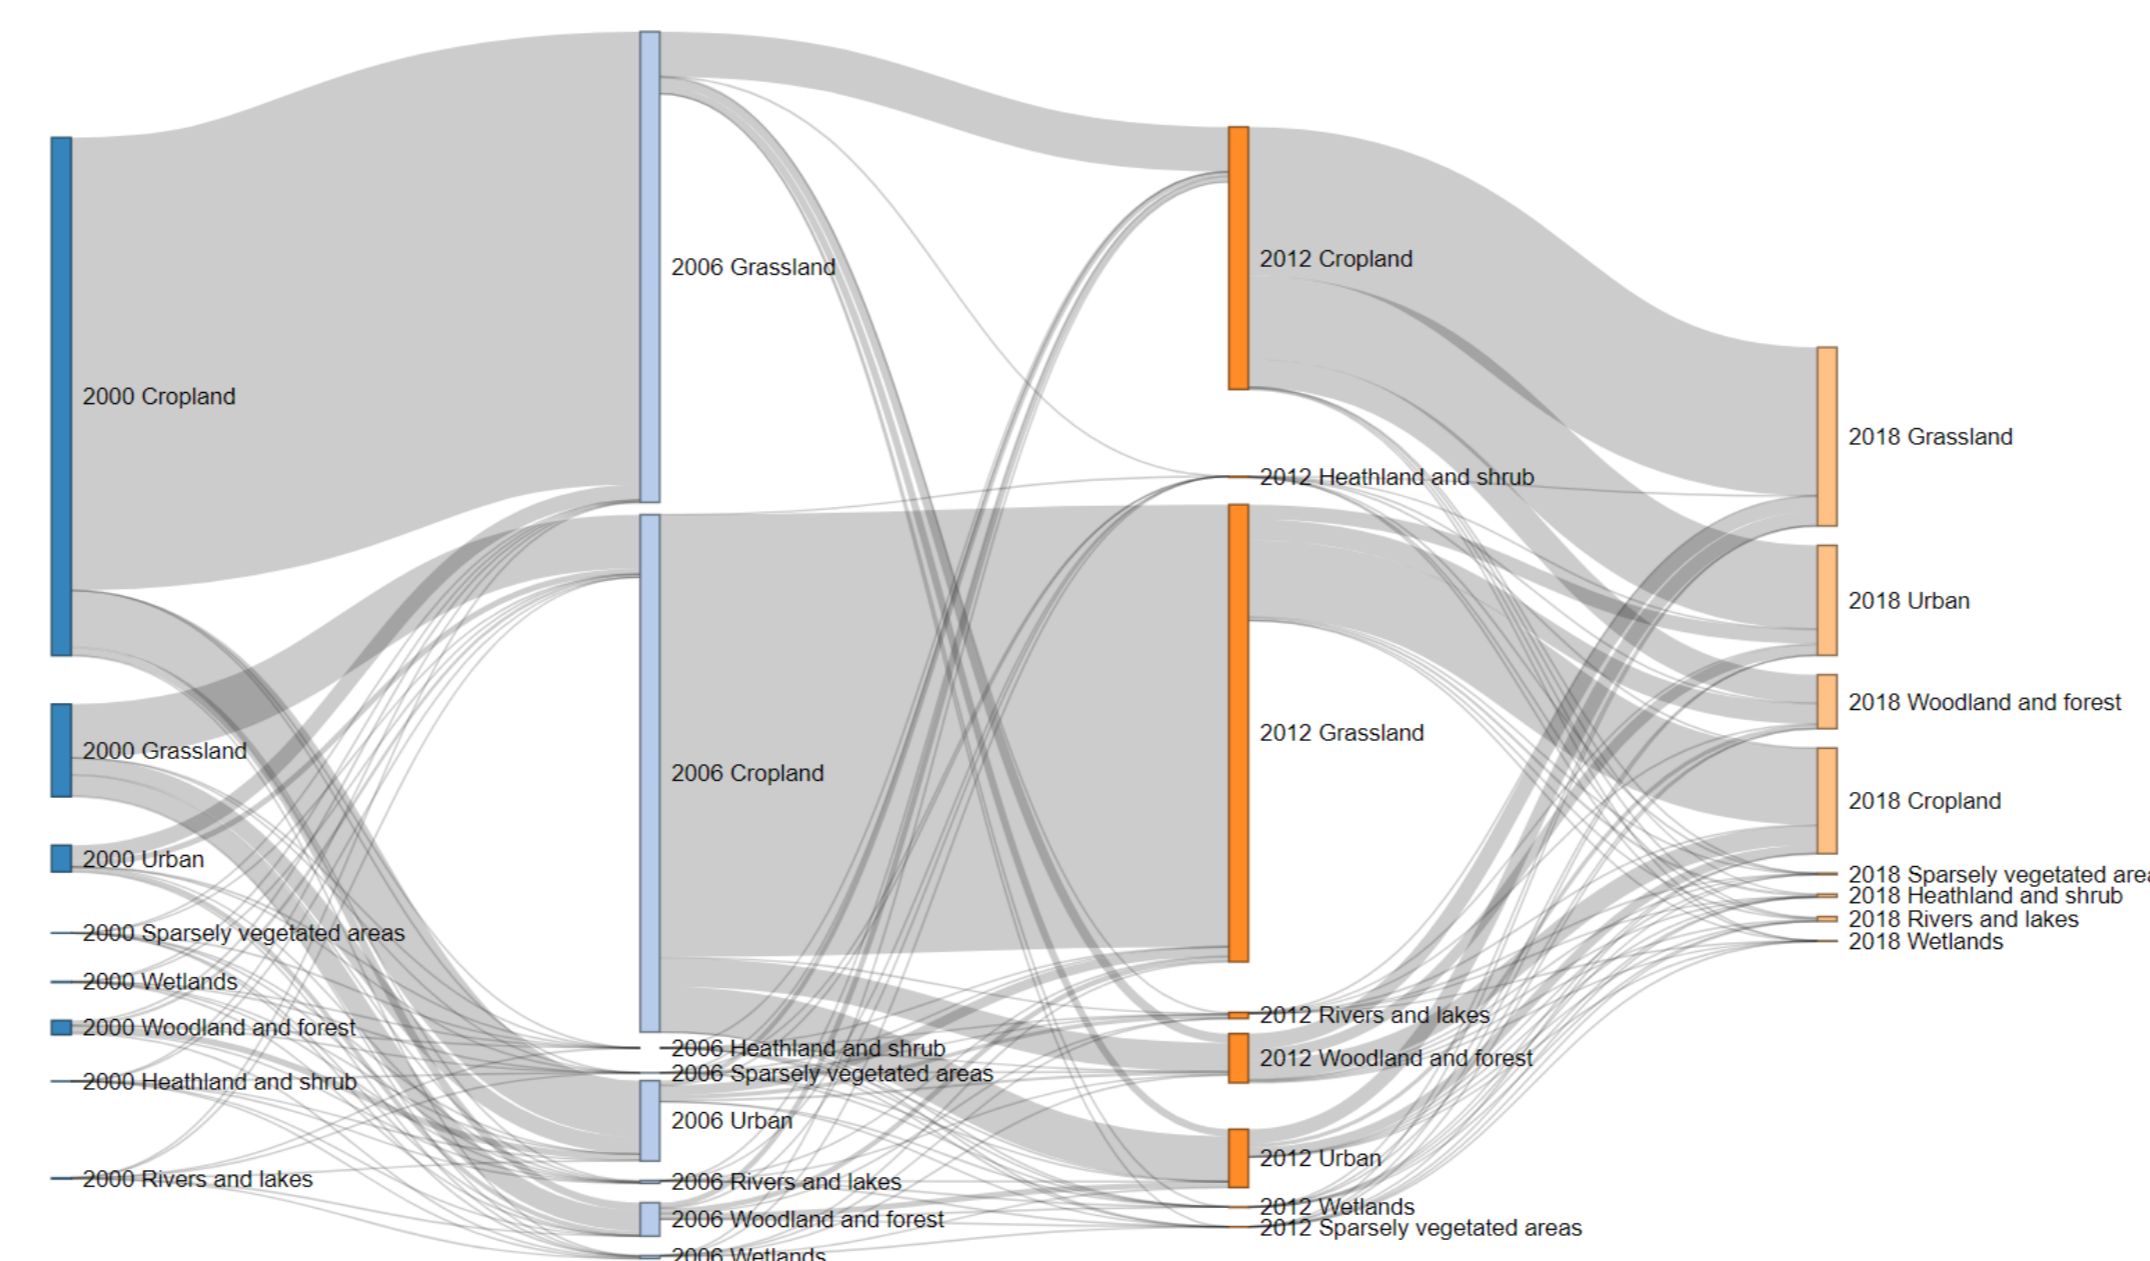 2000 Cropland
2000 Grassland
2000 Urban
2000 Sparsely vegetated areas
2000 Wetlands
2000 Woodland and forest
2000 Heathland and shrub
2000 Rivers and lakes
2006 Grassland
2006 Cropland
2006 Heathland and shrub
2006 Sparsely vegetated areas
2006 Urban
2006 Rivers and lakes
2006 Woodland and forest
2006 Wetlands
2012 Cropland
2012 Heathland and shrub
2012 Grassland
2012 Rivers and lakes
2012 Woodland and forest
2012 Urban
2012 Wetlands
2012 Sparsely vegetated areas
2018 Grassland
2018 Urban
2018 Woodland and forest
2018 Cropland
2018 Sparsely vegetated area
2018 Heathland and shrub
2018 Rivers and lakes
2018 Wetlands